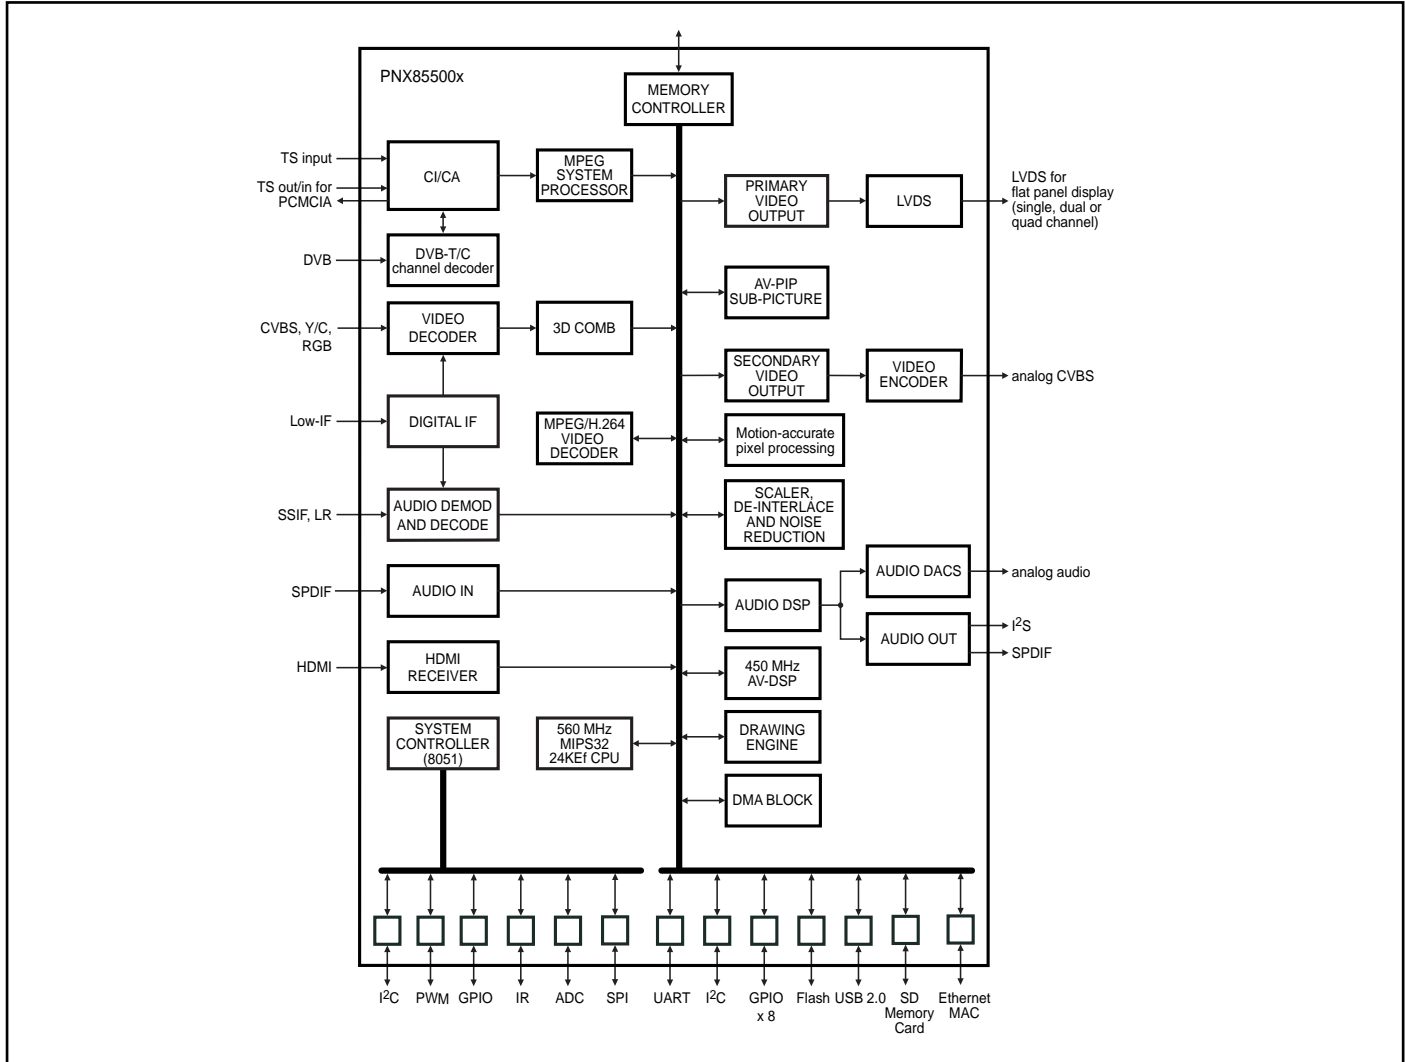 PNX85500x
MEMORY
CONTROLLER
TS input
CI/CA
MPEG
SYSTEM
PROCESSOR
TS out/in for
PCMCIA
PRIMARY
VIDEO
OUTPUT
LVDS
LVDS for
flat panel display
(single, dual or
quad channel)
DVB
DVB-T/C
channel decoder
AV-PIP
SUB-PICTURE
CVBS, Y/C,
RGB
VIDEO
DECODER
3D COMB
SECONDARY
VIDEO
OUTPUT
VIDEO
ENCODER
analog CVBS
Low-IF
DIGITAL IF
MPEG/H.264
VIDEO
DECODER
Motion-accurate
pixel processing
SSIF, LR
AUDIO DEMOD
AND DECODE
SCALER,
DE-INTERLACE
AND NOISE
REDUCTION
AUDIO DACS
analog audio
SPDIF
AUDIO IN
AUDIO DSP
AUDIO OUT
I²S
SPDIF
HDMI
HDMI
RECEIVER
450 MHz
AV-DSP
SYSTEM
CONTROLLER
(8051)
560 MHz
MIPS32
24KEf CPU
DRAWING
ENGINE
DMA BLOCK
I²C
PWM
GPIO
IR
ADC
SPI
UART
I²C
GPIO
x 8
Flash
USB 2.0
SD
Memory
Card
Ethernet
MAC